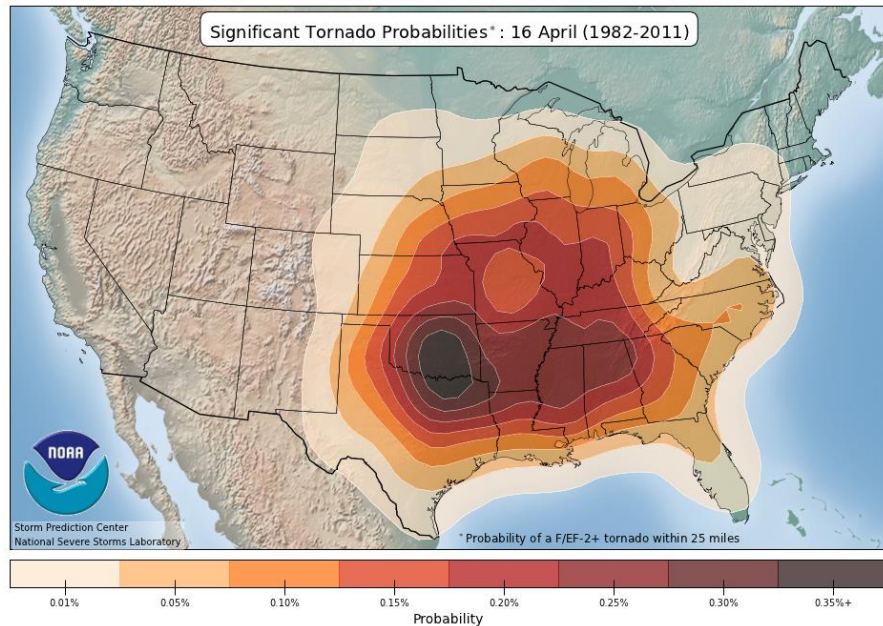 Significant Tornado Probabilities*: 16 April (1982-2011)
NOAA
Storm Prediction Center
National Severe Storms Laboratory
*Probability of a F/EF-2+ tornado within 25 miles
0.01% 0.05% 0.10% 0.15% 0.20% 0.25% 0.30% 0.35%+
Probability